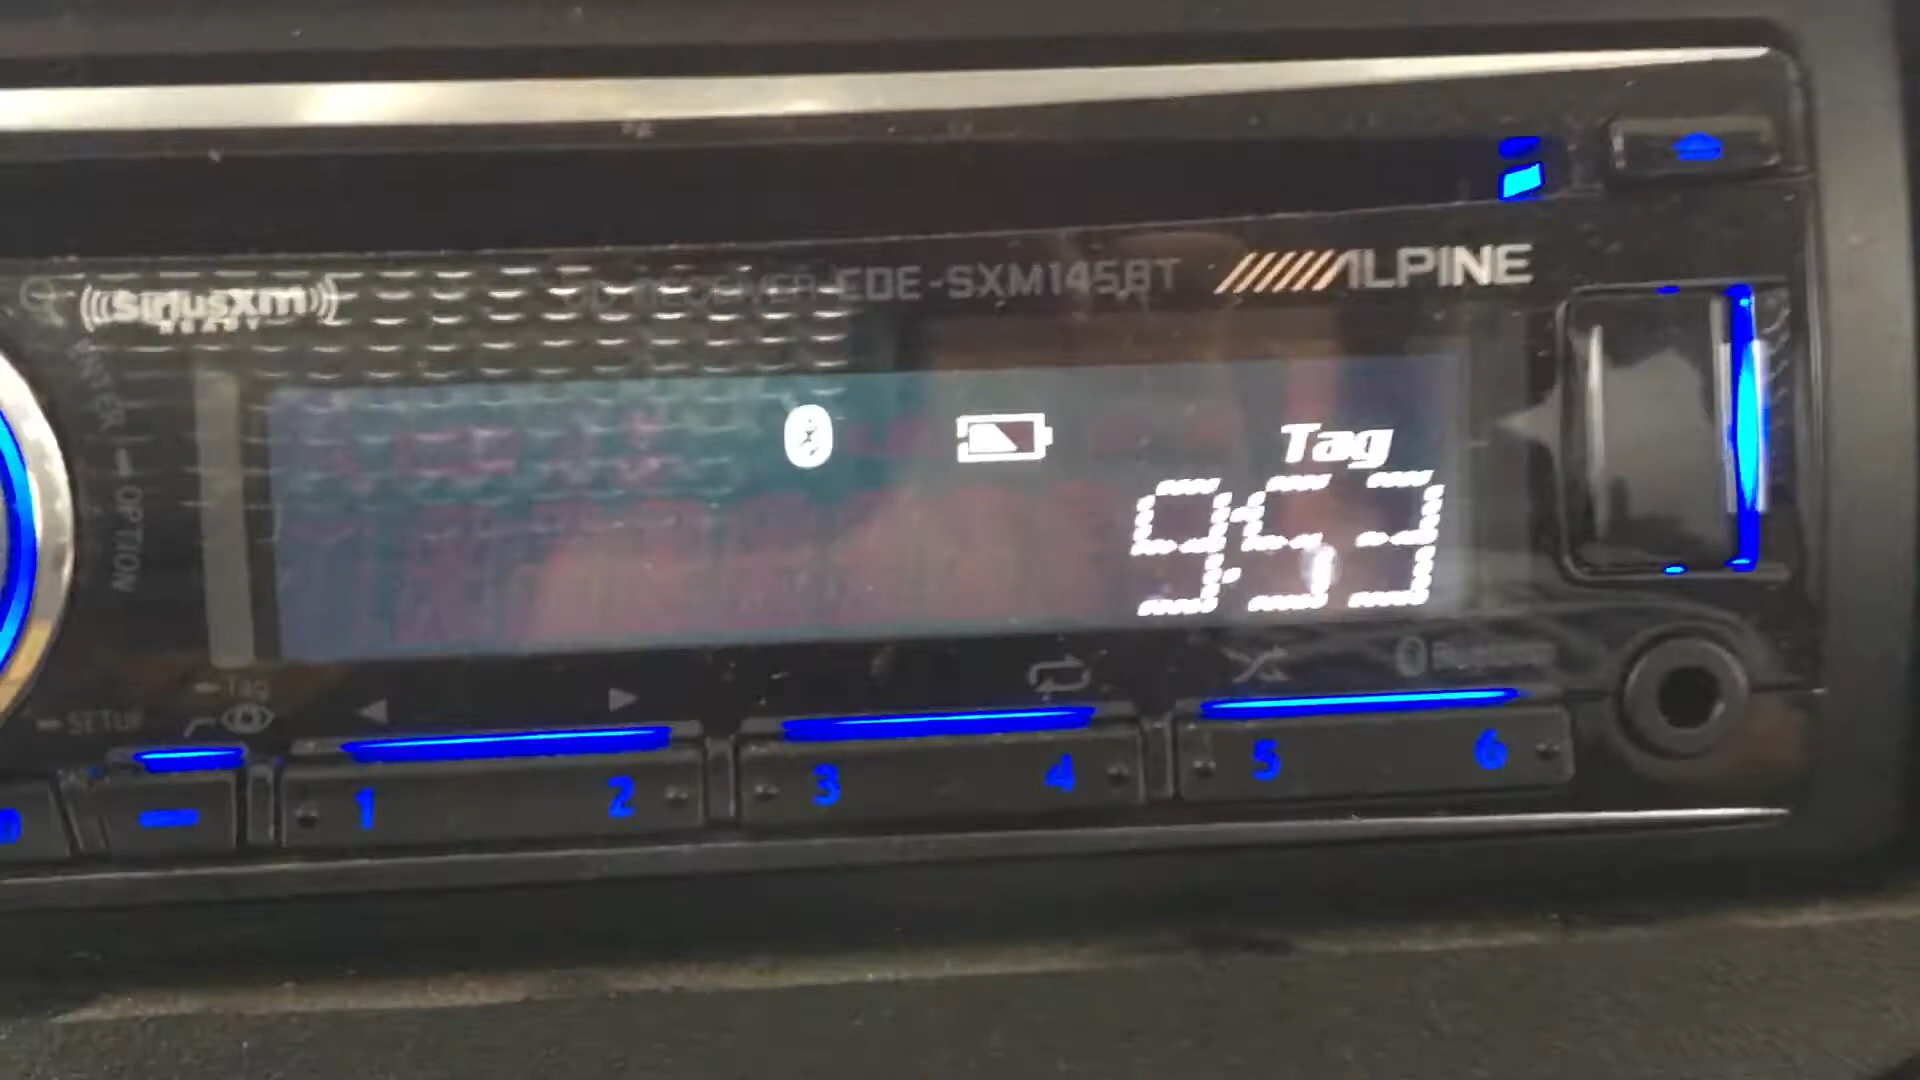 CD RECEIVER CDE-SXM145BT ALPINE
((SiriusXM))
READY
ENTER OPTION
Tag
9:53
Bluetooth
Tag
SETUP
1 2 3 4 5 6